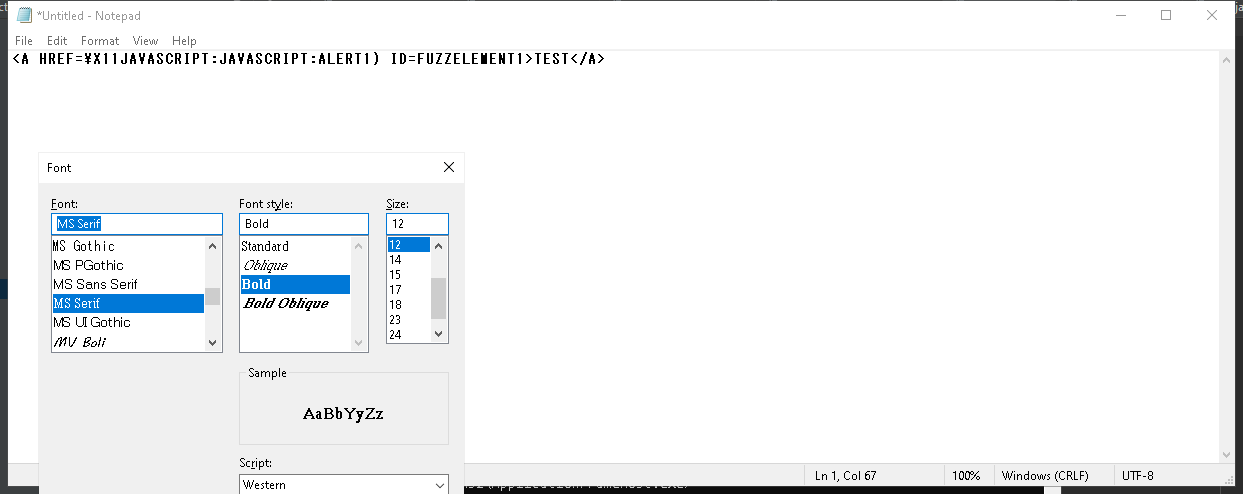 *Untitled - Notepad
File Edit Format View Help
<A HREF=¥X11JAVASCRIPT:JAVASCRIPT:ALERT1) ID=FUZZELEMENT1>TEST</A>
Font
Font: Font style: Size:
MS Serif Bold 12
MS Gothic Standard 12
MS PGothic Oblique 14
MS Sans Serif Bold 15
MS Serif Bold Oblique 17
MS UI Gothic 18
MV Boli 23
24
Sample
AaBbYyZz
Script:
Western
Ln 1, Col 67 100% Windows (CRLF) UTF-8